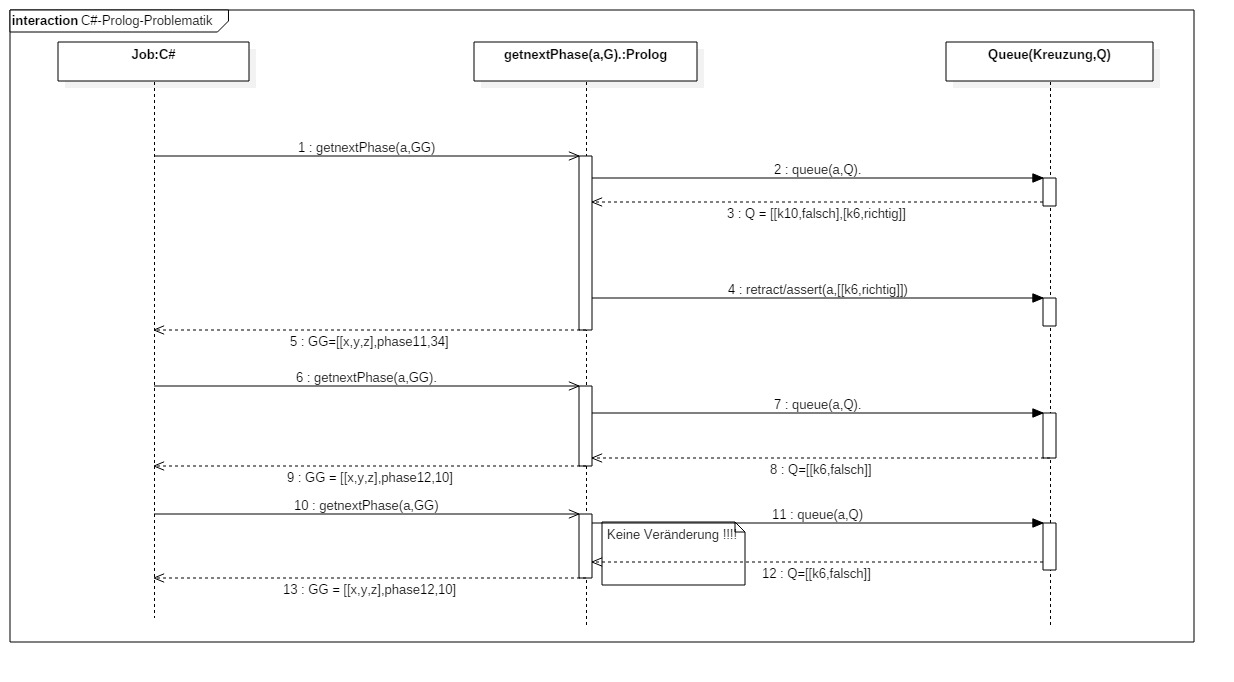 interaction C#-Prolog-Problematik
Job:C#
getnextPhase(a,G).:Prolog
Queue(Kreuzung,Q)
1 : getnextPhase(a,GG)
2 : queue(a,Q).
3 : Q = [[k10,falsch],[k6,richtig]]
4 : retract/assert(a,[[k6,richtig]])
5 : GG=[[x,y,z],phase11,34]
6 : getnextPhase(a,GG).
7 : queue(a,Q).
8 : Q=[[k6,falsch]]
9 : GG = [[x,y,z],phase12,10]
10 : getnextPhase(a,GG)
11 : queue(a,Q)
Keine Veränderung !!!!
12 : Q=[[k6,falsch]]
13 : GG = [[x,y,z],phase12,10]